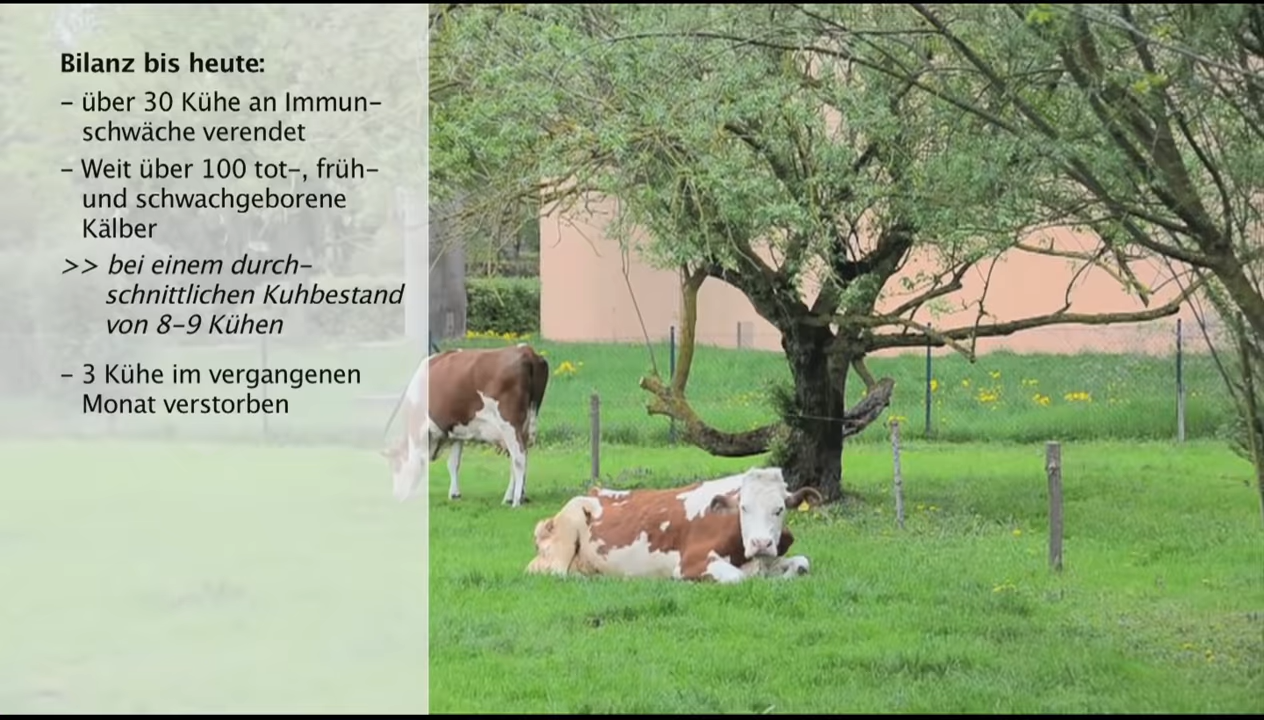 Bilanz bis heute:
– über 30 Kühe an Immun–
schwäche verendet
– Weit über 100 tot–, früh–
und schwachgeborene
Kälber
>> bei einem durch–
schnittlichen Kuhbestand
von 8–9 Kühen
– 3 Kühe im vergangenen
Monat verstorben